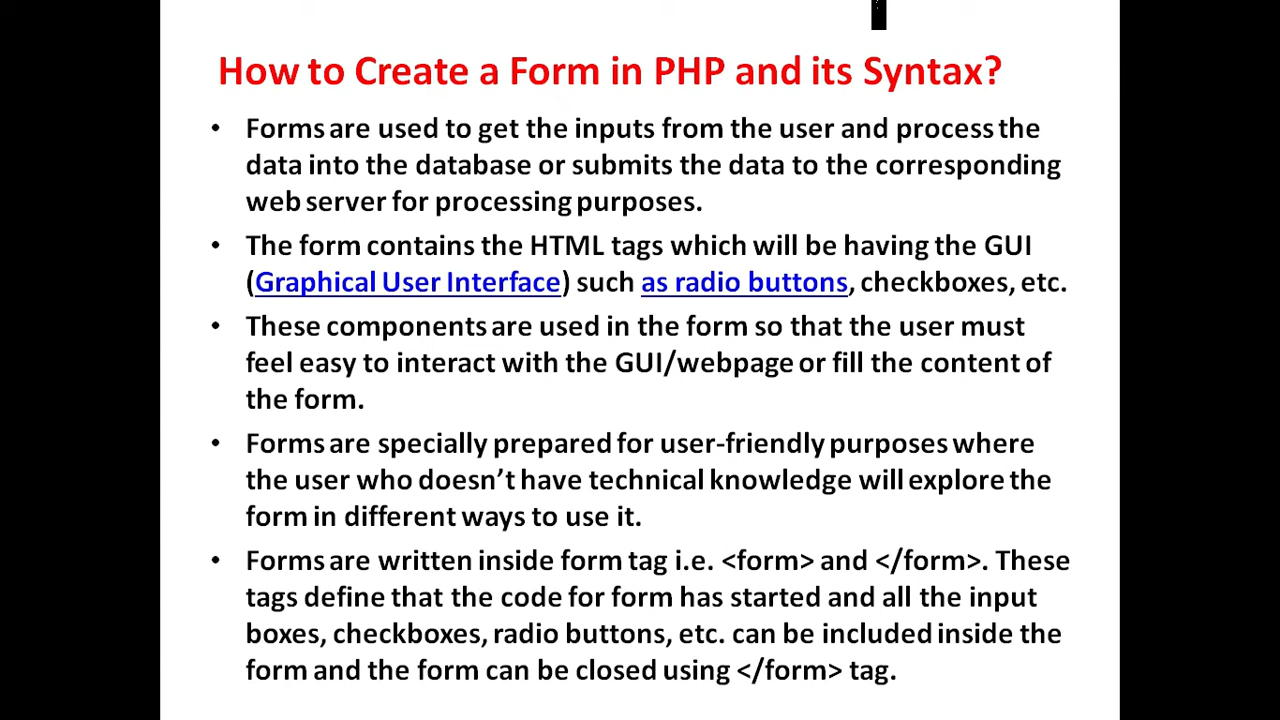 How to Create a Form in PHP and its Syntax?
• Forms are used to get the inputs from the user and process the
data into the database or submits the data to the corresponding
web server for processing purposes.
• The form contains the HTML tags which will be having the GUI
(Graphical User Interface) such as radio buttons, checkboxes, etc.
• These components are used in the form so that the user must
feel easy to interact with the GUI/webpage or fill the content of
the form.
• Forms are specially prepared for user-friendly purposes where
the user who doesn’t have technical knowledge will explore the
form in different ways to use it.
• Forms are written inside form tag i.e. <form> and </form>. These
tags define that the code for form has started and all the input
boxes, checkboxes, radio buttons, etc. can be included inside the
form and the form can be closed using </form> tag.